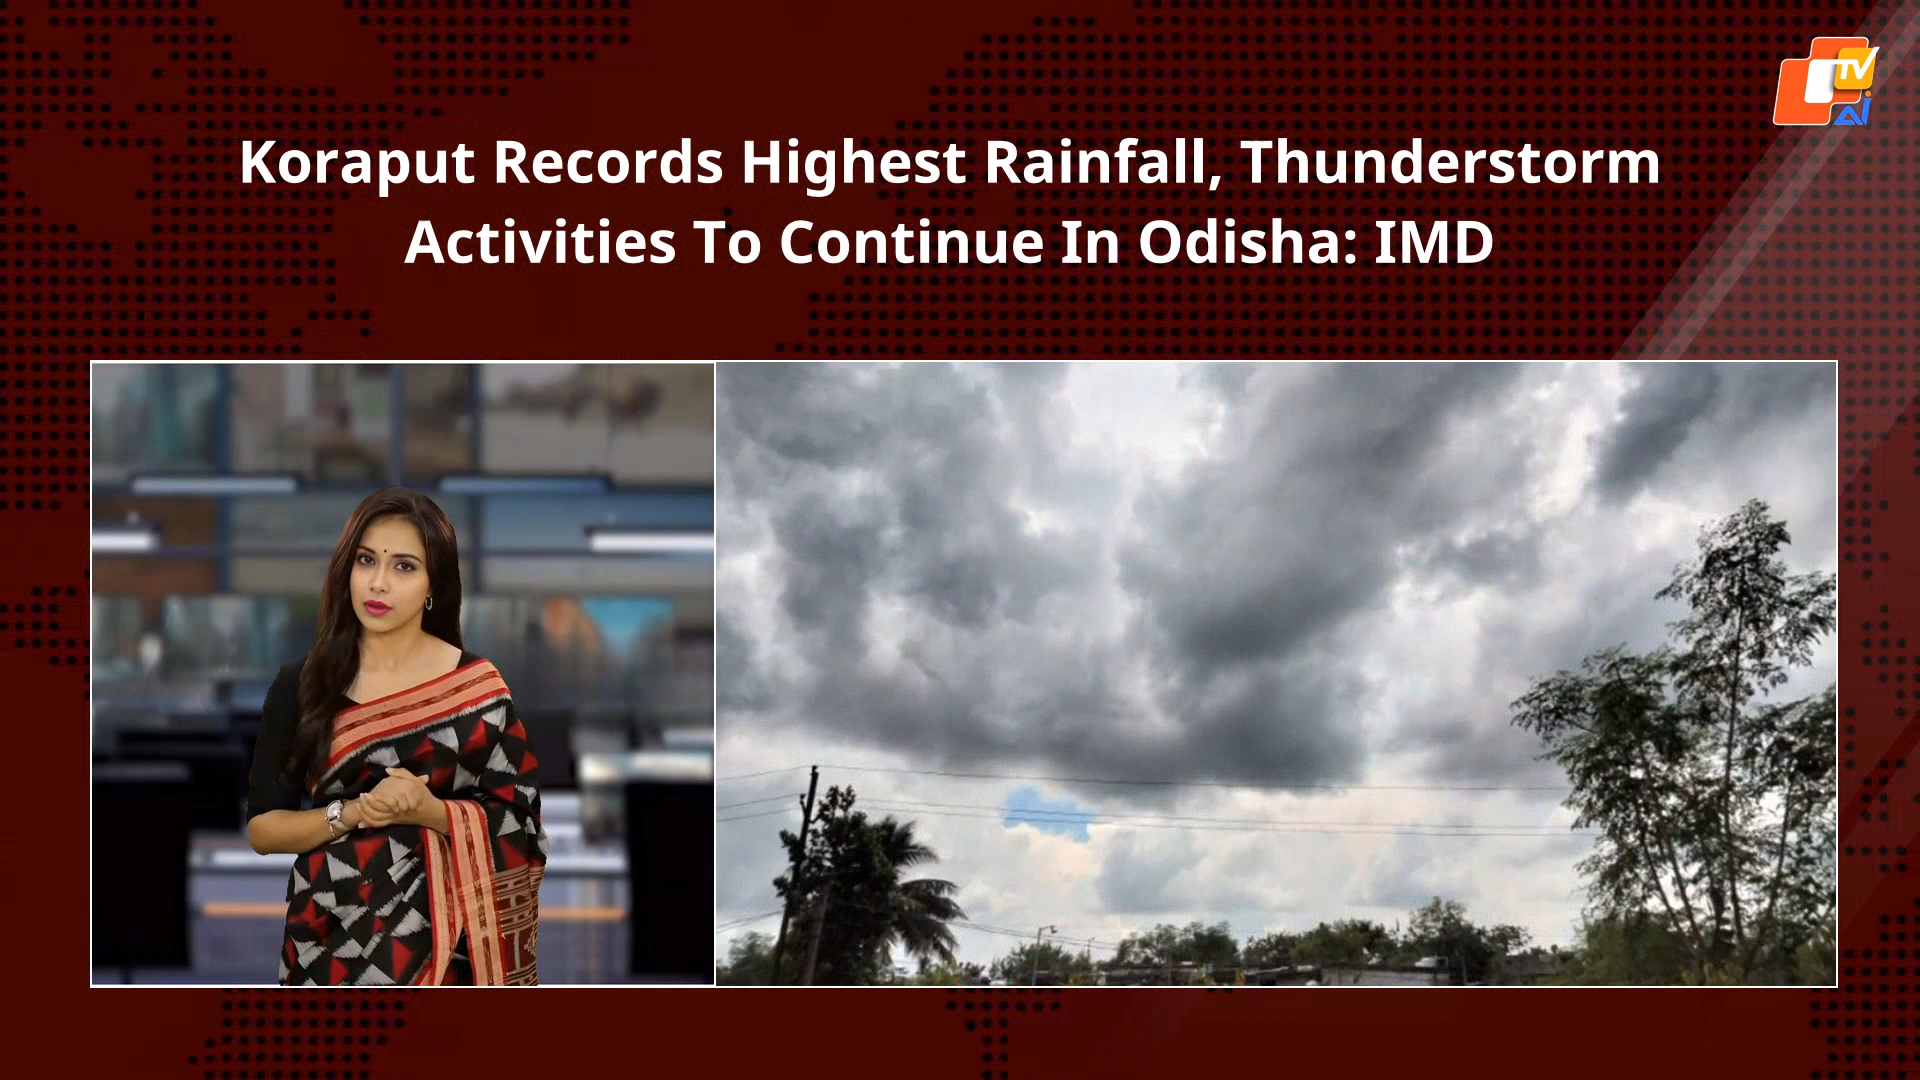 TV
Ai
Koraput Records Highest Rainfall, Thunderstorm
Activities To Continue In Odisha: IMD